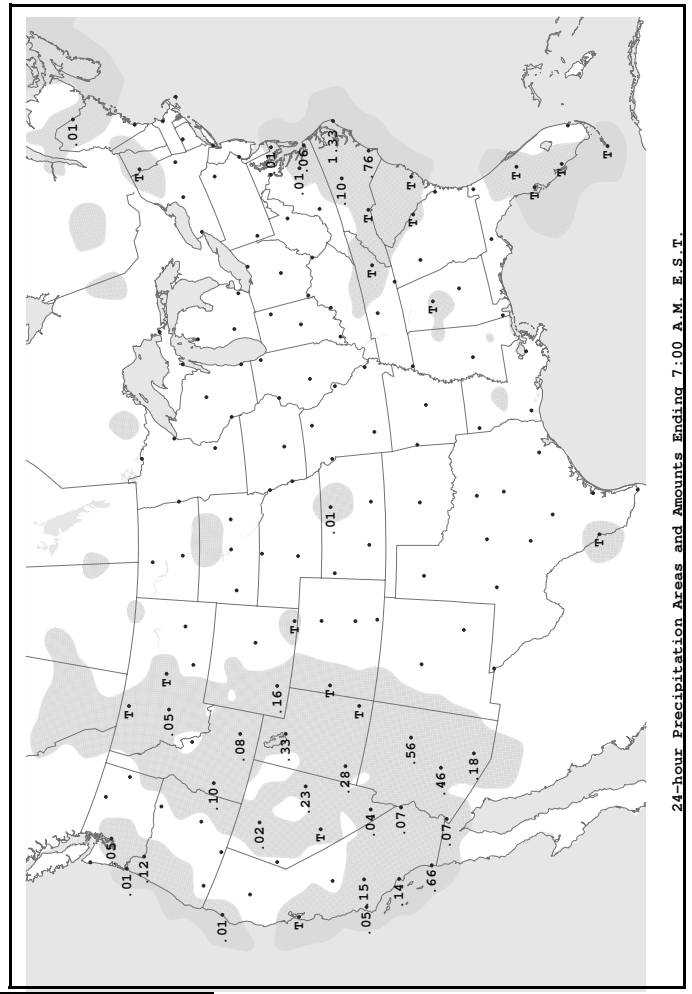 .01
.05
.01
T
T
.12
T
.05
.10
.01
.08
.02
.01
.16
.33
T
T
.01
.06
.23
T
T
.01
1.33
.10
.28
T
.15
.05
T
.76
.04
T
.14
.07
.56
T
T
.66
T
.46
.07
.18
T
T
T
T
T
24-hour Precipitation Areas and Amounts Ending 7:00 A.M. E.S.T.